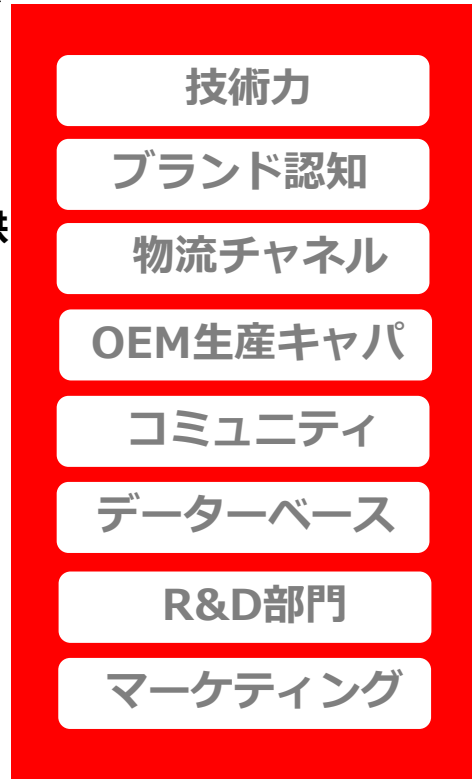 技術力
ブランド認知
物流チャネル
OEM生産キャパ
コミュニティ
データーベース
R&D部門
マーケティング